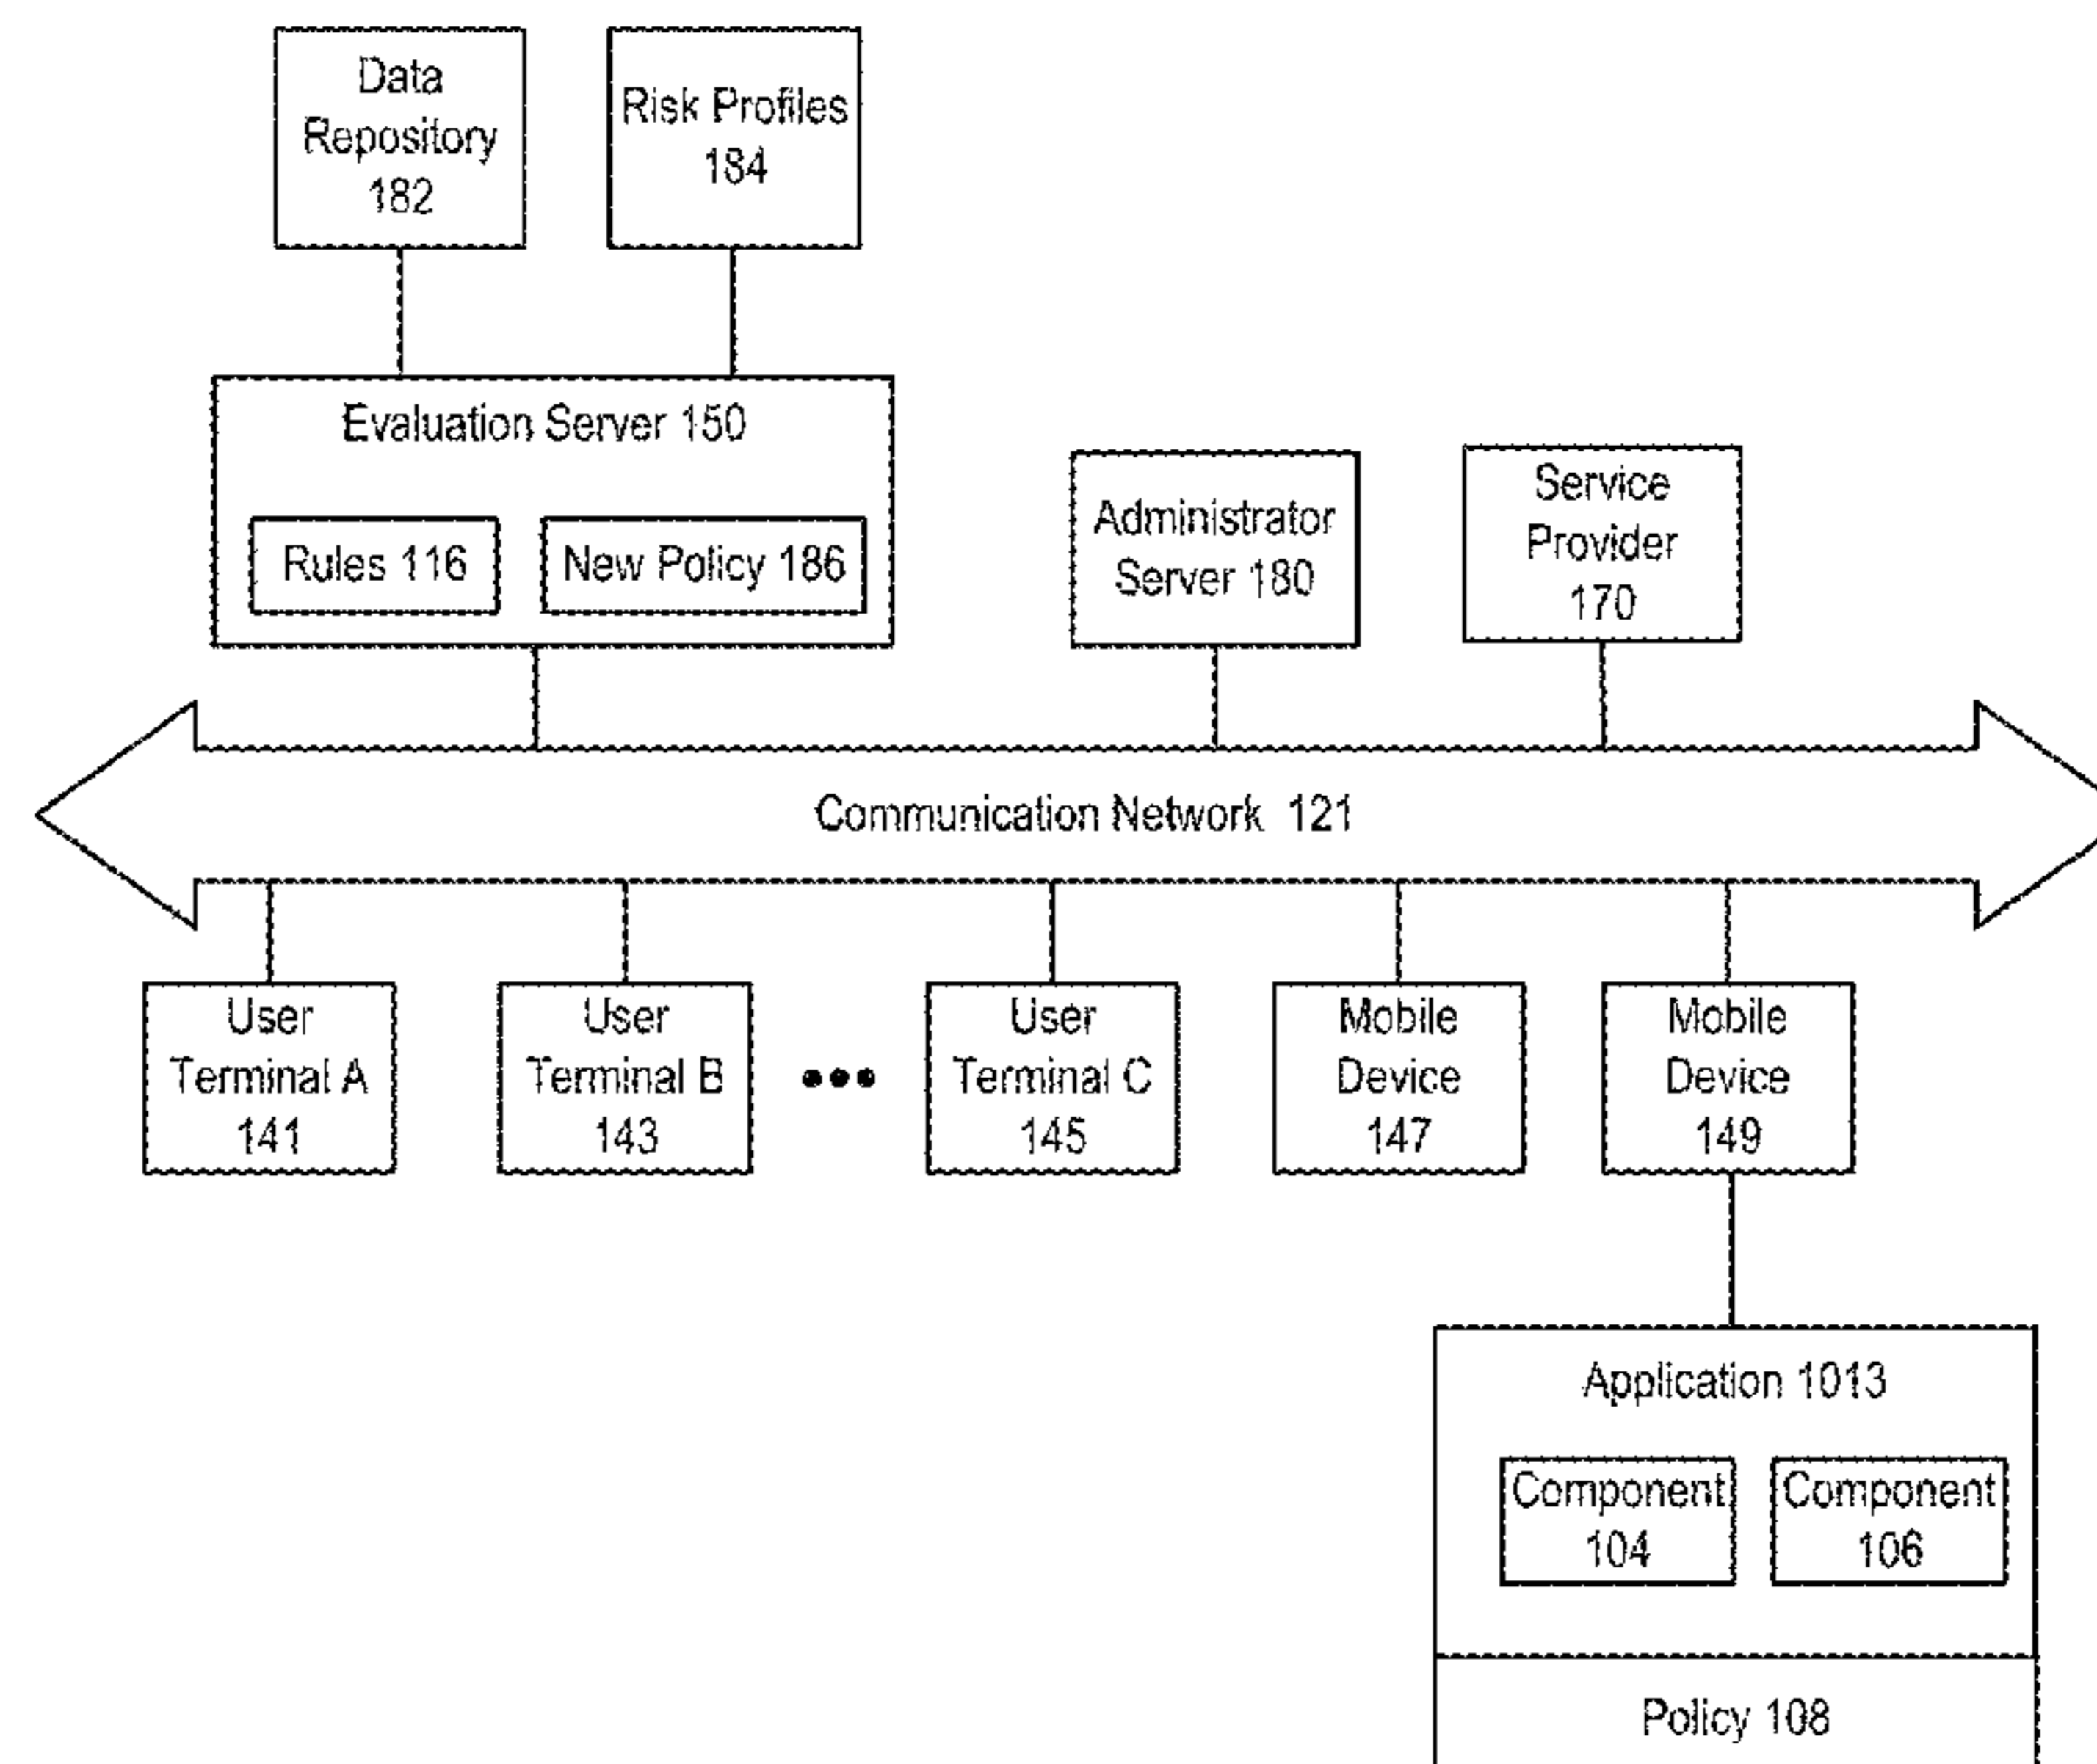 Data
Repository
182
Risk Profiles
184
Evaluation Server 150
Rules 116
New Policy 186
Administrator
Server 180
Service
Provider
170
Communication Network 121
User
Terminal A
141
User
Terminal B
143
•••
User
Terminal C
145
Mobile
Device
147
Mobile
Device
149
Application 1013
Component
104
Component
106
Policy 108